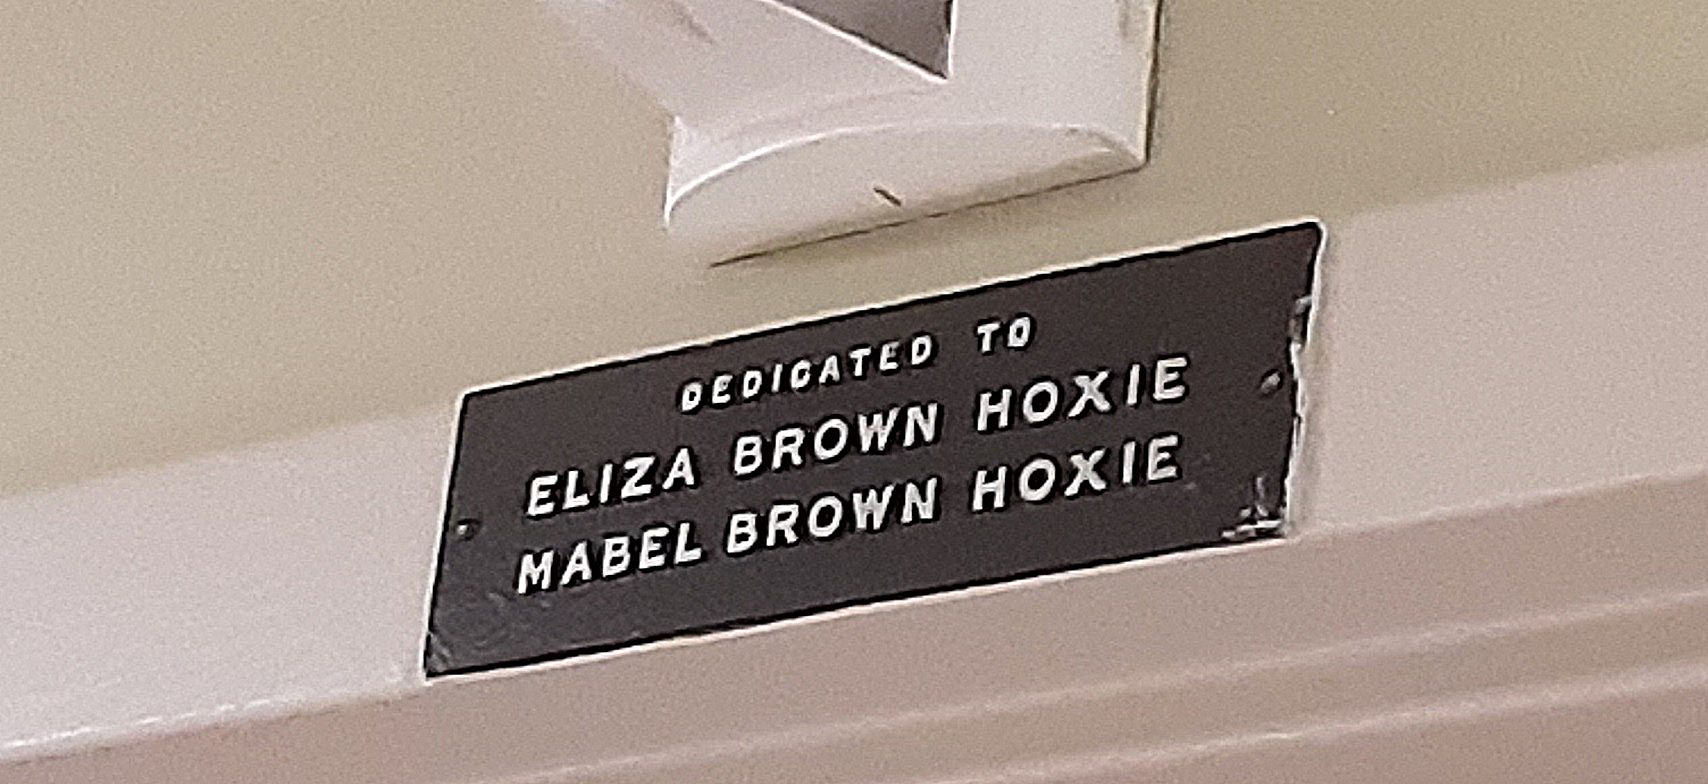 DEDICATED TO
ELIZA BROWN HOXIE
MABEL BROWN HOXIE